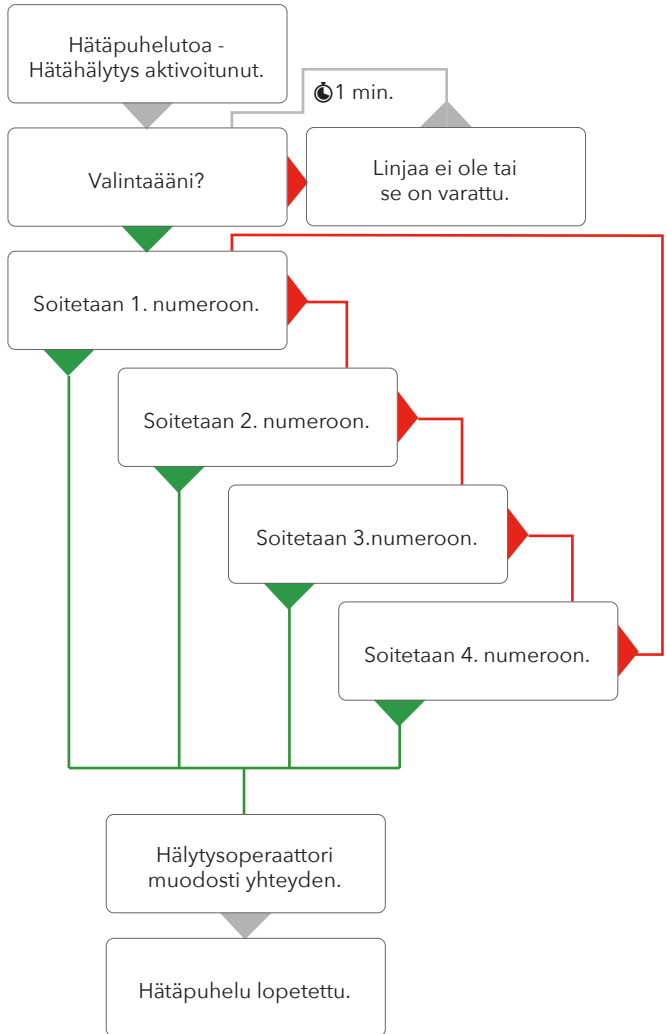 Hätäpuhelutoa -
Hätähälytys aktivoitunut.
1 min.
Valintaääni?
Linjaa ei ole tai
se on varattu.
Soitetaan 1. numeroon.
Soitetaan 2. numeroon.
Soitetaan 3.numeroon.
Soitetaan 4. numeroon.
Hälytysoperaattori
muodosti yhteyden.
Hätäpuhelu lopetettu.